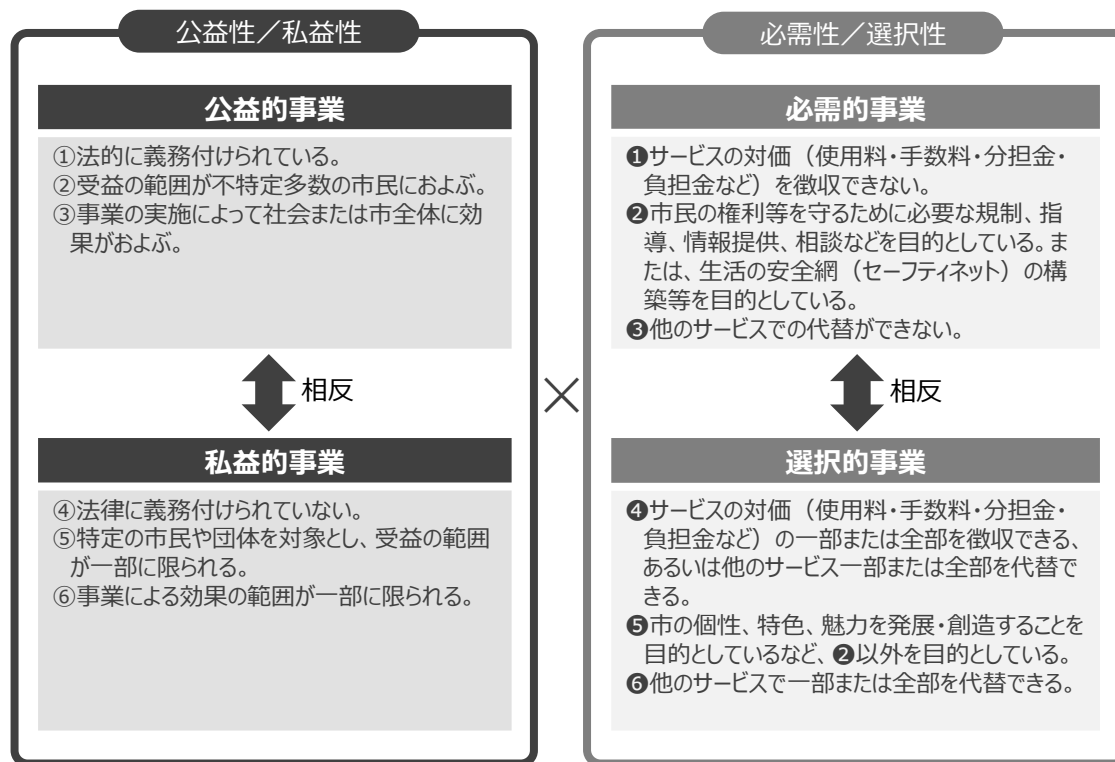 公益性／私益性
公益的事業
①法的に義務付けられている。
②受益の範囲が不特定多数の市民におよぶ。
③事業の実施によって社会または市全体に効
果がおよぶ。
相反
私益的事業
④法律に義務付けられていない。
⑤特定の市民や団体を対象とし、受益の範囲
が一部に限られる。
⑥事業による効果の範囲が一部に限られる。
×
必需性／選択性
必需的事業
❶サービスの対価（使用料・手数料・分担金・
負担金など）を徴収できない。
❷市民の権利等を守るために必要な規制、指
導、情報提供、相談などを目的としている。ま
たは、生活の安全網（セーフティネット）の構
築等を目的としている。
❸他のサービスでの代替ができない。
相反
選択的事業
❹サービスの対価（使用料・手数料・分担金・
負担金など）の一部または全部を徴収できる、
あるいは他のサービス一部または全部を代替で
きる。
❺市の個性、特色、魅力を発展・創造することを
目的としているなど、❷以外を目的としている。
❻他のサービスで一部または全部を代替できる。